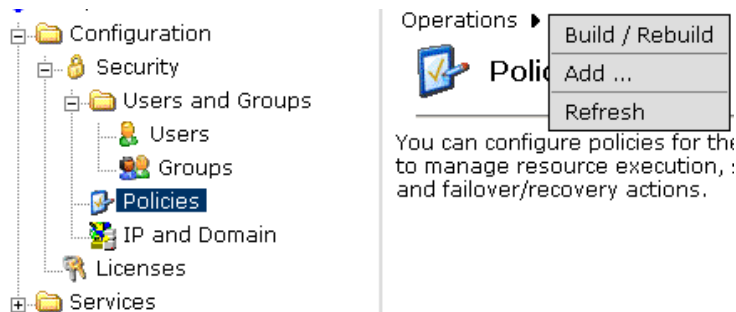 Configuration
Security
Users and Groups
Users
Groups
Policies
IP and Domain
Licenses
Services
Operations
Build / Rebuild
Add ...
Refresh
You can configure policies for the
to manage resource execution,
and failover/recovery actions.